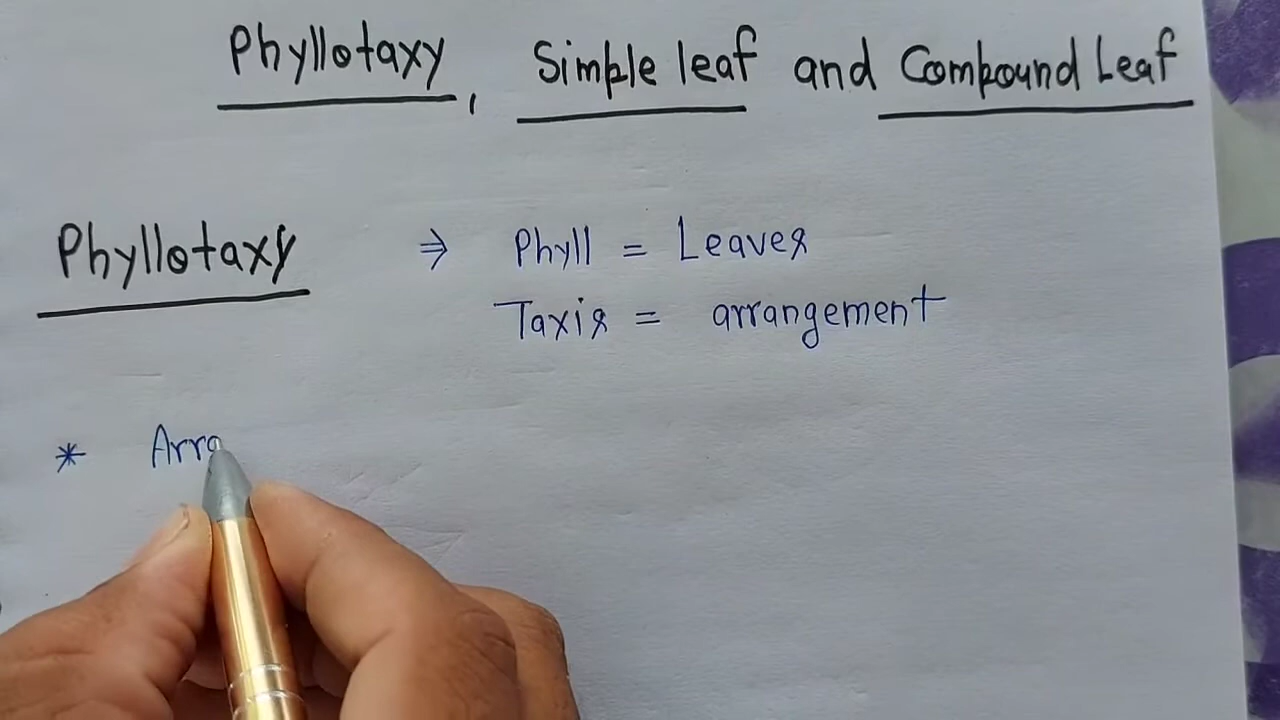 Phyllotaxy, Simple leaf and Compound Leaf
Phyllotaxy ⇒ Phyll = Leaves
Taxis = arrangement
* Arra